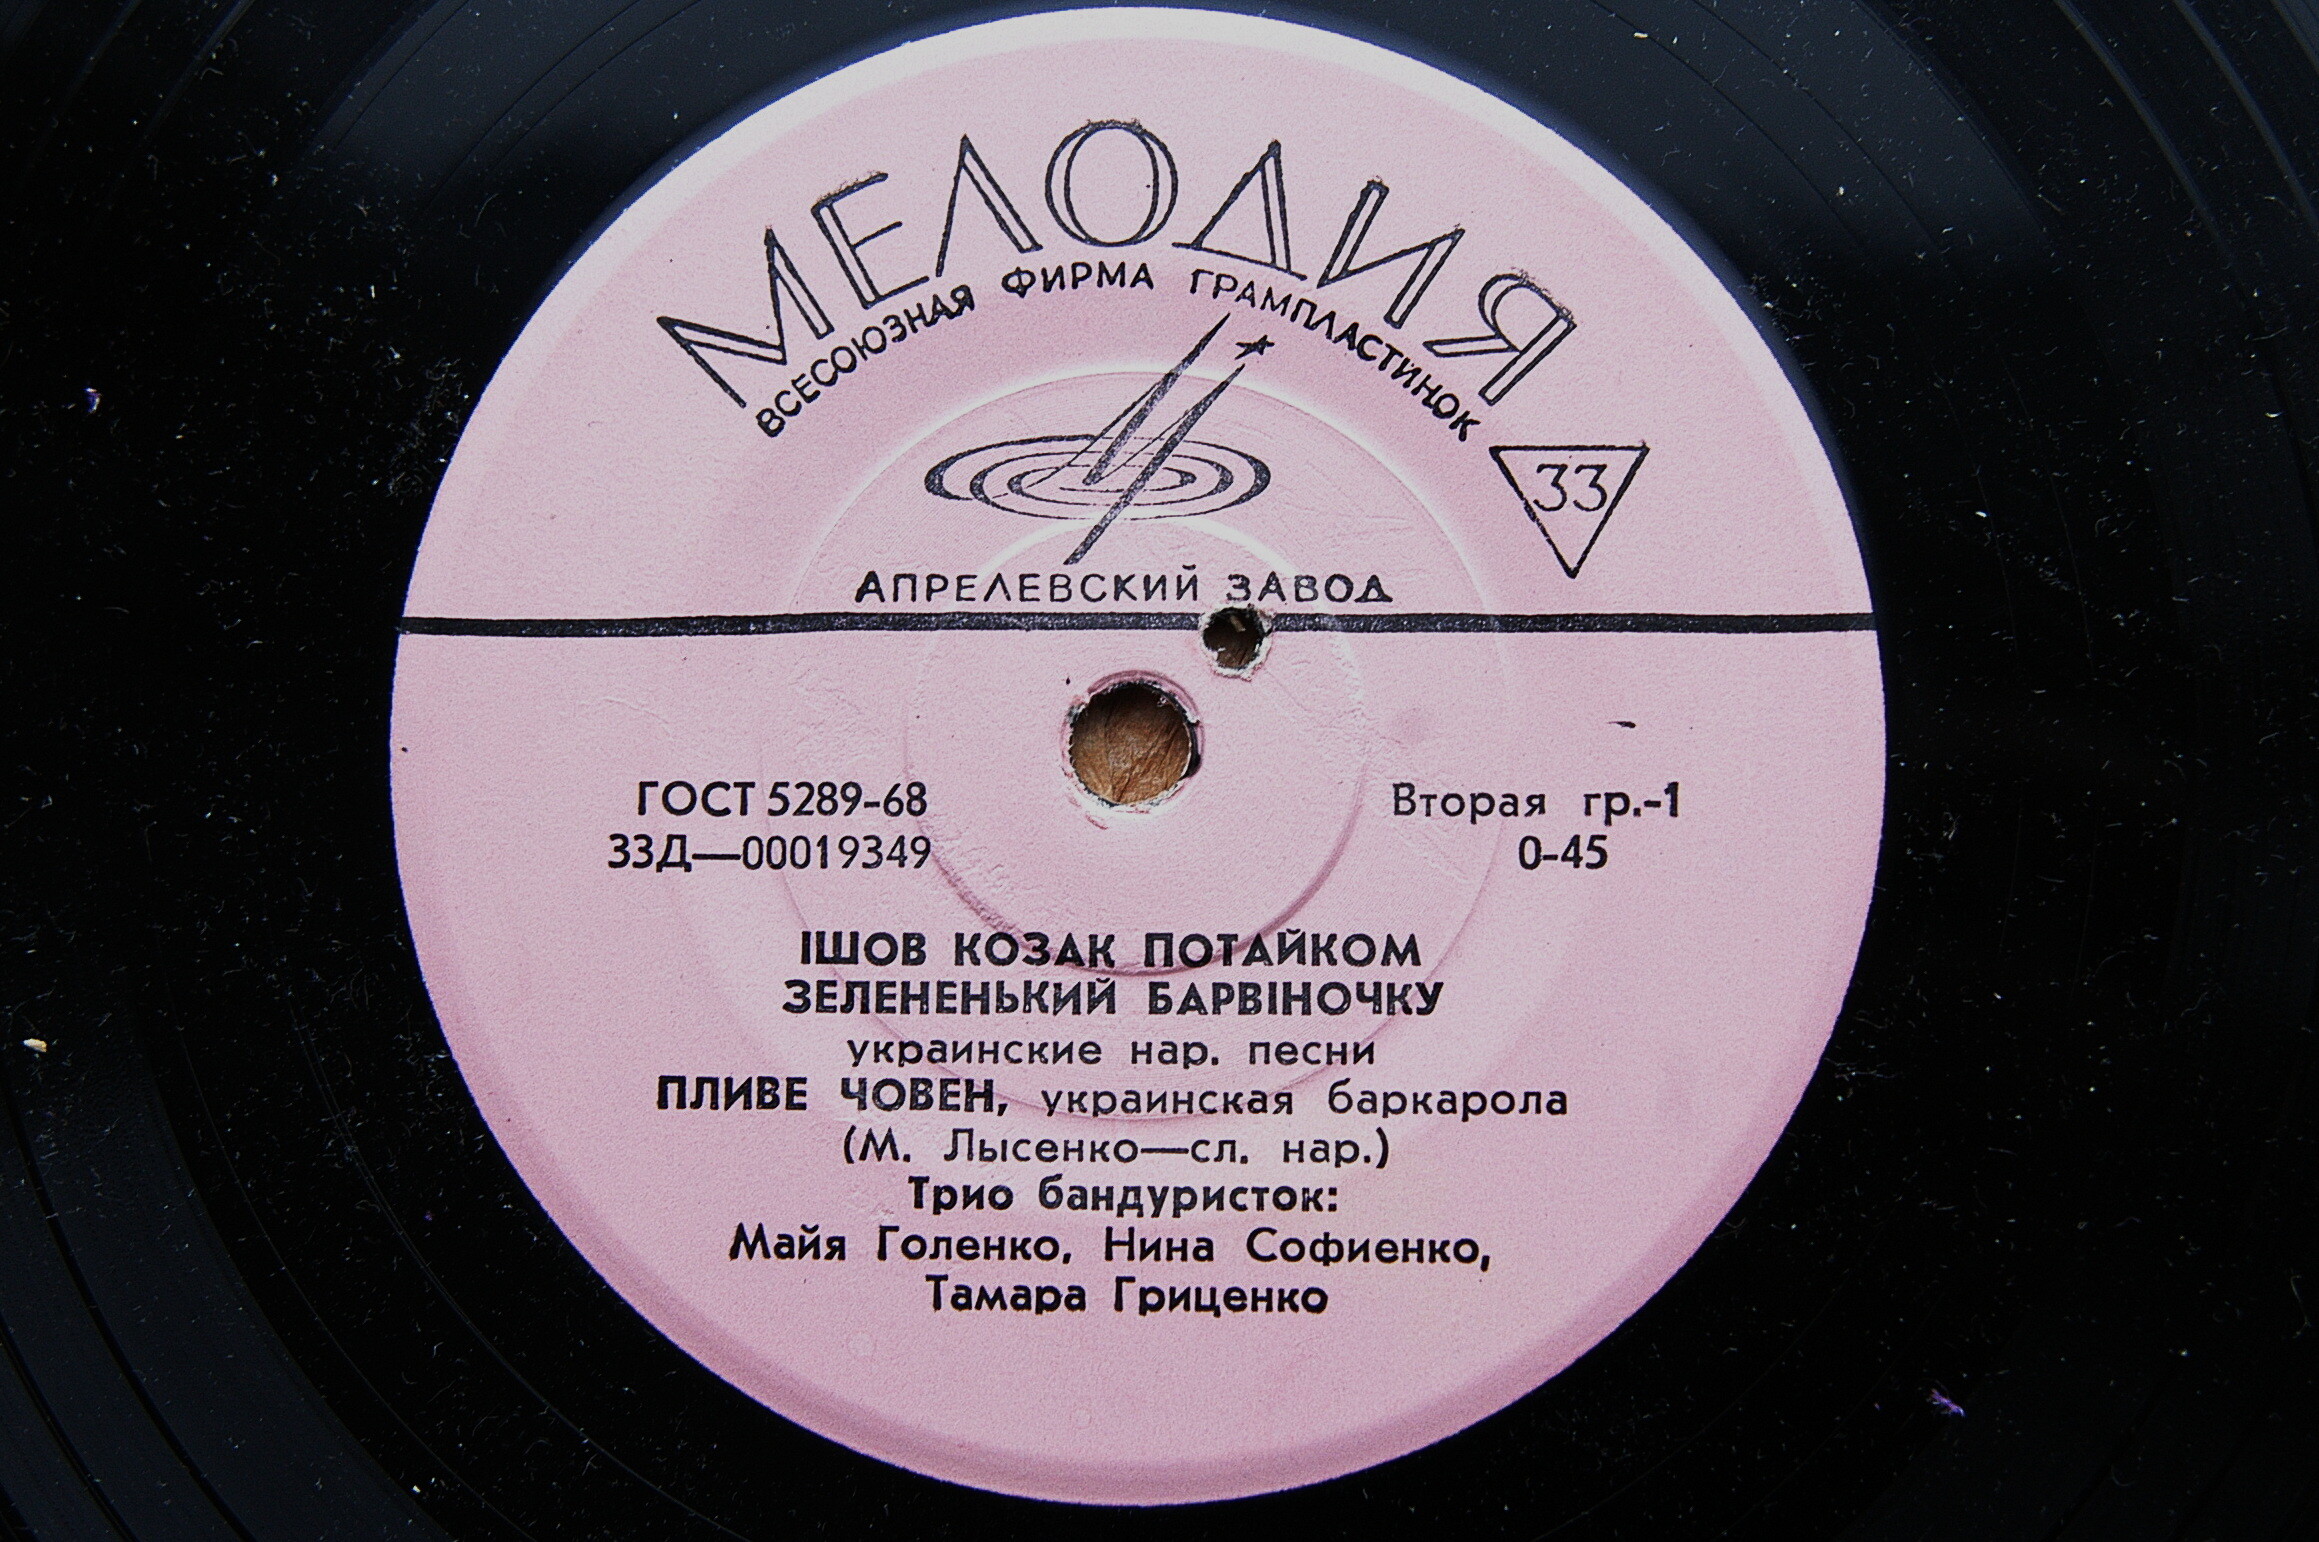 МЕЛОДИЯ
ВСЕСОЮЗНАЯ ФИРМА ГРАМПЛАСТИНОК
33
АПРЕЛЕВСКИЙ ЗАВОД
ГОСТ 5289-68
33Д—00019349
Вторая гр.-1
0-45
ІШОВ КОЗАК ПОТАЙКОМ
ЗЕЛЕНЕНЬКИЙ БАРВІНОЧКУ
украинские нар. песни
ПЛИВЕ ЧОВЕН, украинская баркарола
(М. Лысенко—сл. нар.)
Трио бандуристок:
Майя Голенко, Нина Софиенко,
Тамара Гриценко